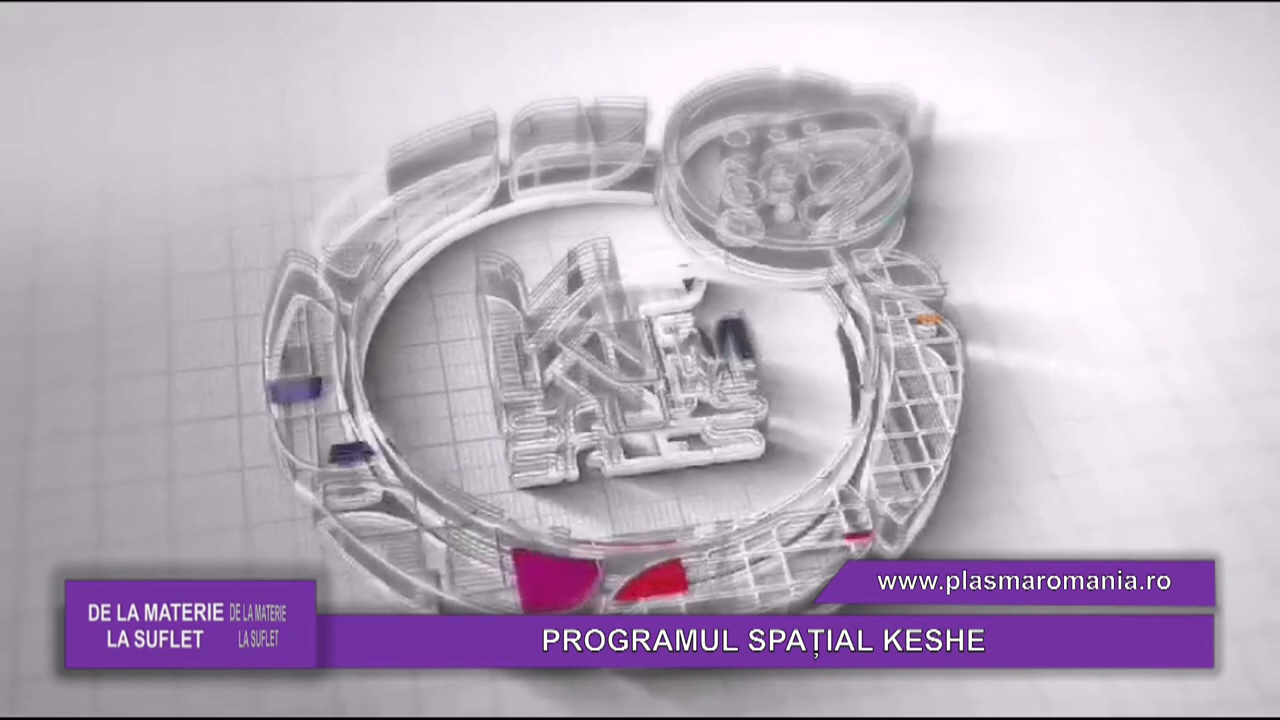 www.plasmaromania.ro
DE LA MATERIE DE LA MATERIE
LA SUFLET LA SUFLET
PROGRAMUL SPAȚIAL KESHE